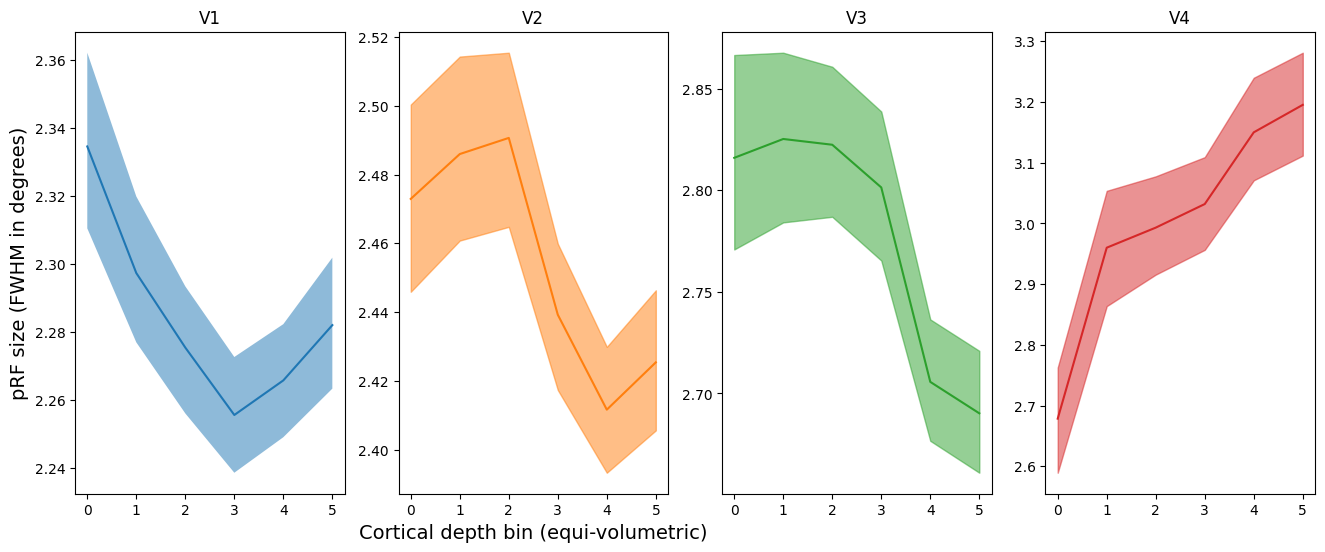 V1
V2
V3
V4
pRF size (FWHM in degrees)
2.36
2.34
2.32
2.30
2.28
2.26
2.24
0 1 2 3 4 5
2.52
2.50
2.48
2.46
2.44
2.42
2.40
0 1 2 3 4 5
2.85
2.80
2.75
2.70
0 1 2 3 4 5
3.3
3.2
3.1
3.0
2.9
2.8
2.7
2.6
0 1 2 3 4 5
Cortical depth bin (equi-volumetric)